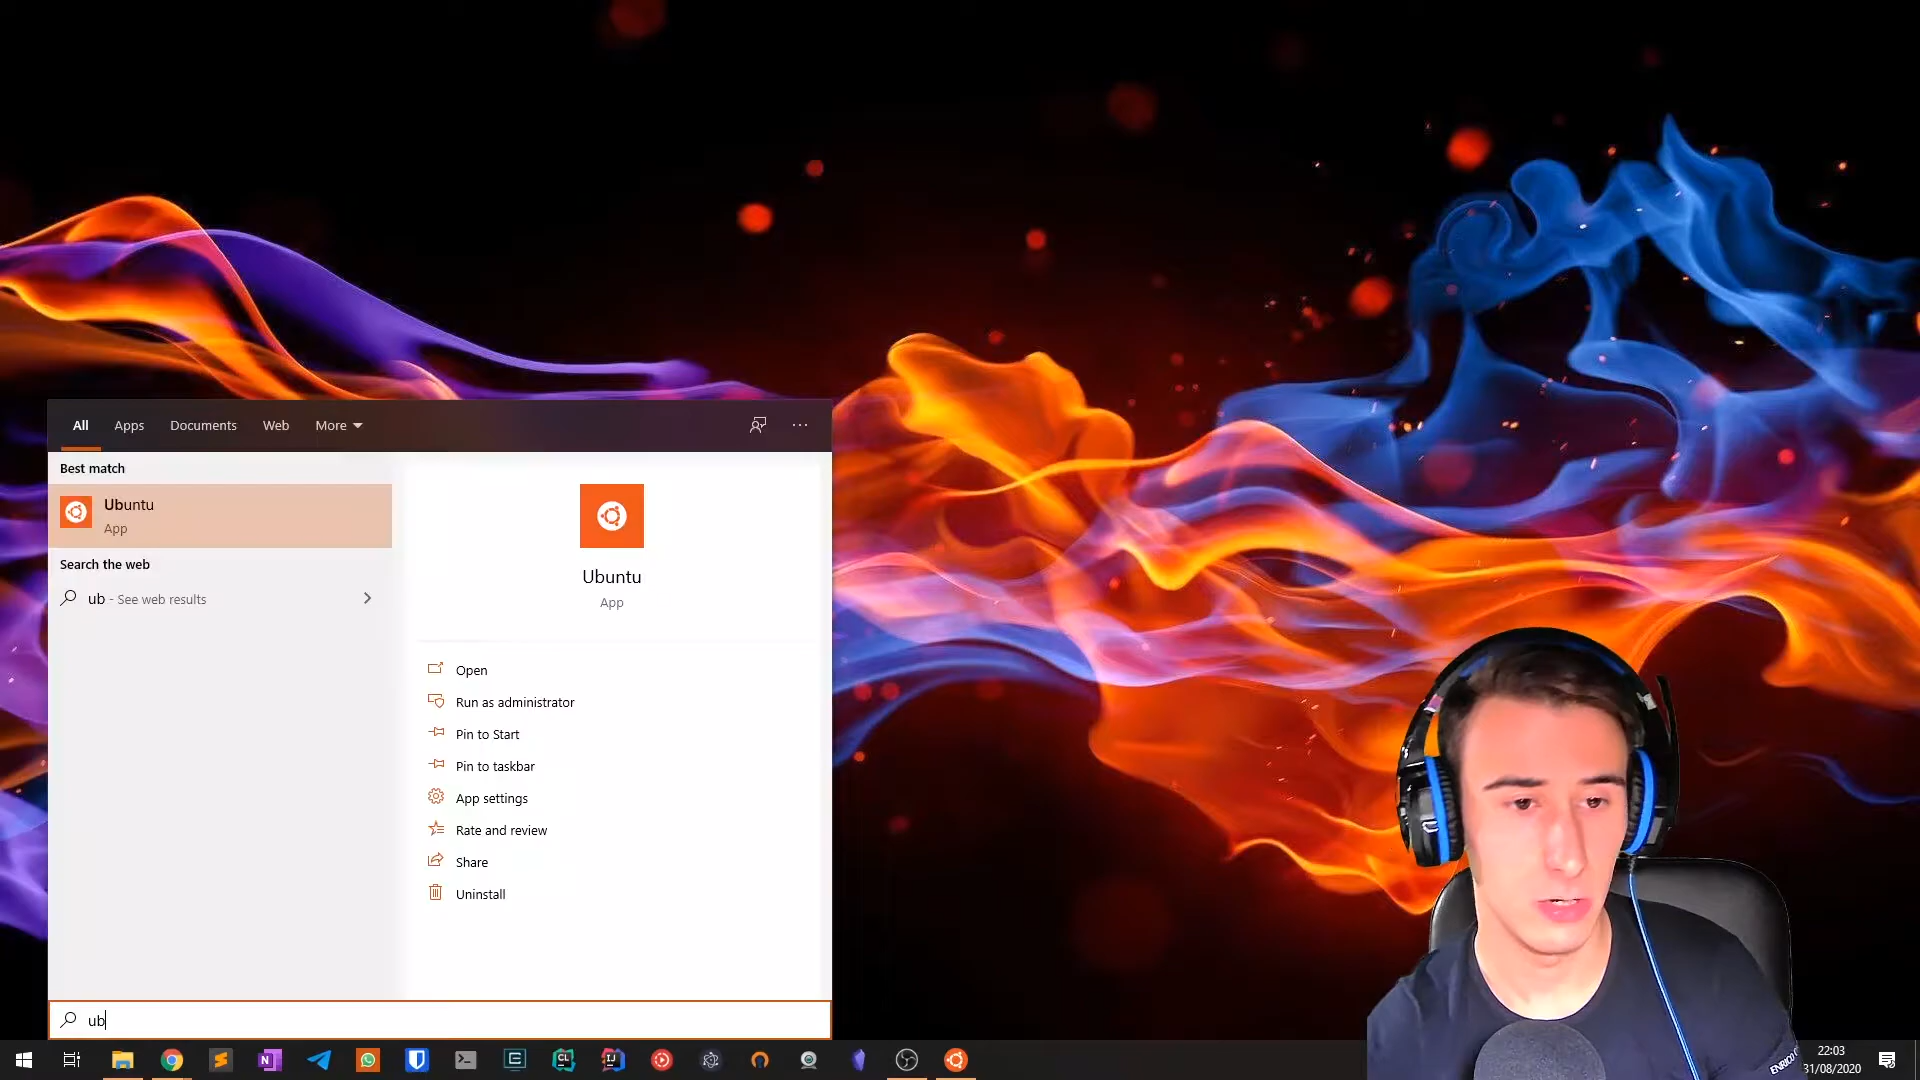 All Apps Documents Web More
Best match
Ubuntu
App
Search the web
ub - See web results
Ubuntu
App
Open
Run as administrator
Pin to Start
Pin to taskbar
App settings
Rate and review
Share
Uninstall
ub
N
CL
IJ
22:03
31/08/2020